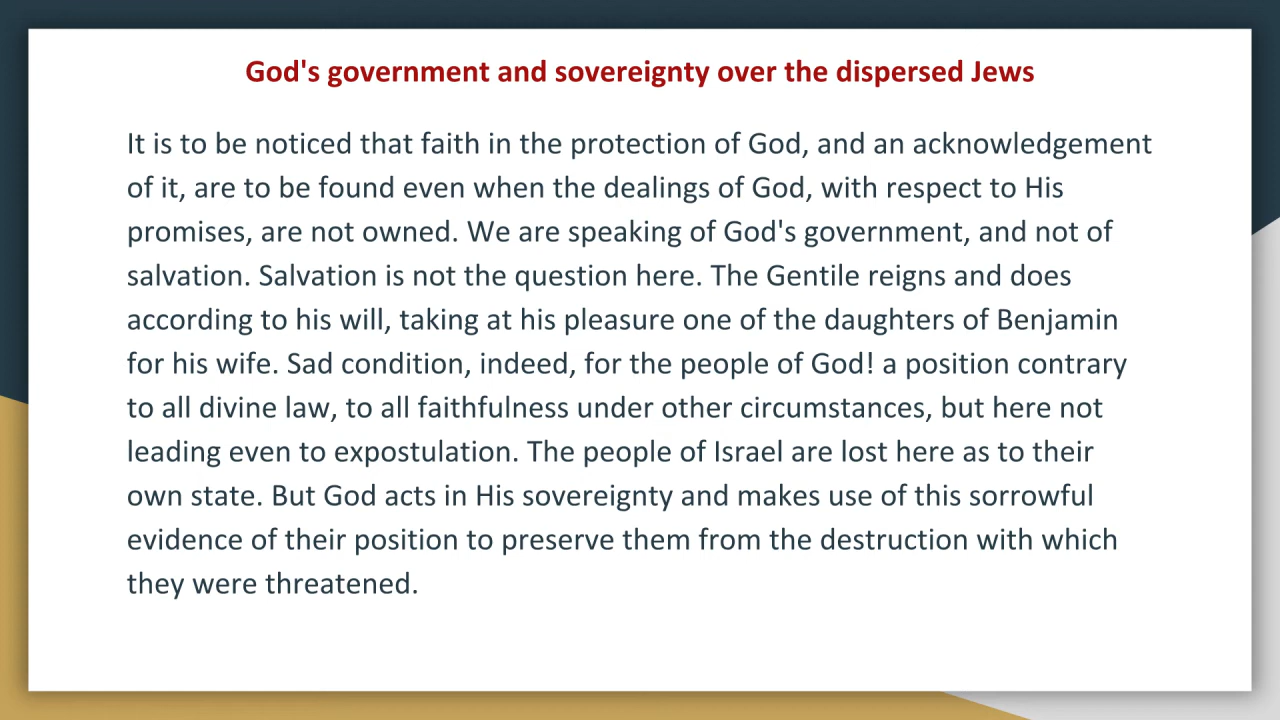 God's government and sovereignty over the dispersed Jews
It is to be noticed that faith in the protection of God, and an acknowledgement
of it, are to be found even when the dealings of God, with respect to His
promises, are not owned. We are speaking of God's government, and not of
salvation. Salvation is not the question here. The Gentile reigns and does
according to his will, taking at his pleasure one of the daughters of Benjamin
for his wife. Sad condition, indeed, for the people of God! a position contrary
to all divine law, to all faithfulness under other circumstances, but here not
leading even to expostulation. The people of Israel are lost here as to their
own state. But God acts in His sovereignty and makes use of this sorrowful
evidence of their position to preserve them from the destruction with which
they were threatened.